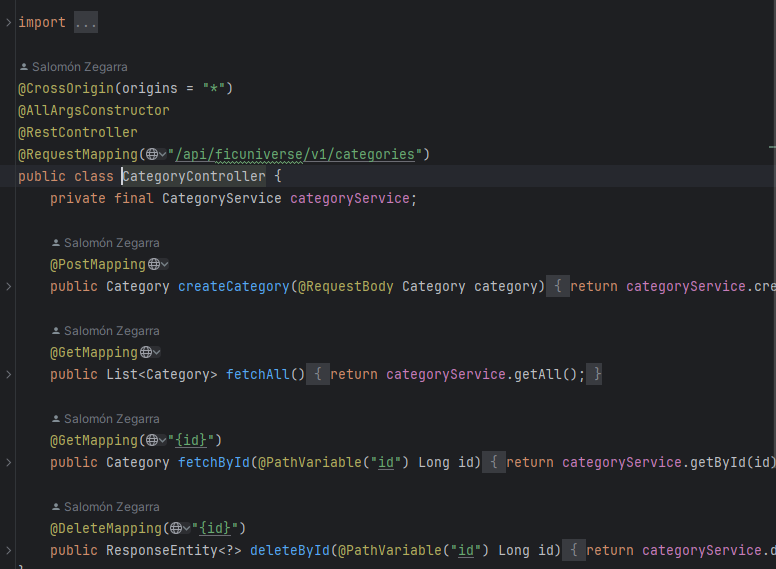 import ...
Salomón Zegarra
@CrossOrigin(origins = "*")
@AllArgsConstructor
@RestController
@RequestMapping("/api/ficuniverse/v1/categories")
public class CategoryController {
private final CategoryService categoryService;
Salomón Zegarra
@PostMapping
public Category createCategory(@RequestBody Category category) { return categoryService.cre
Salomón Zegarra
@GetMapping
public List<Category> fetchAll() { return categoryService.getAll(); }
Salomón Zegarra
@GetMapping("{id}")
public Category fetchById(@PathVariable("id") Long id) { return categoryService.getById(id)
Salomón Zegarra
@DeleteMapping("{id}")
public ResponseEntity<?> deleteById(@PathVariable("id") Long id) { return categoryService.d
}